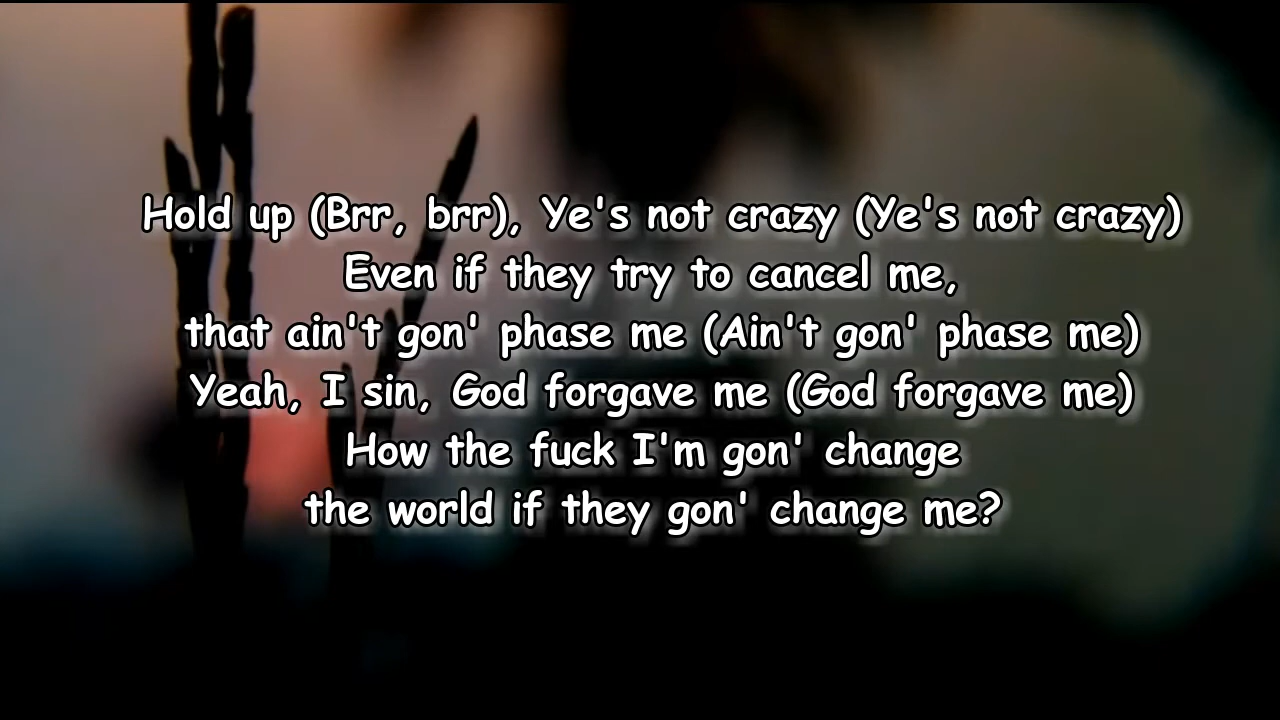 Hold up (Brr, brr), Ye's not crazy (Ye's not crazy)
Even if they try to cancel me,
that ain't gon' phase me (Ain't gon' phase me)
Yeah, I sin, God forgave me (God forgave me)
How the fuck I'm gon' change
the world if they gon' change me?